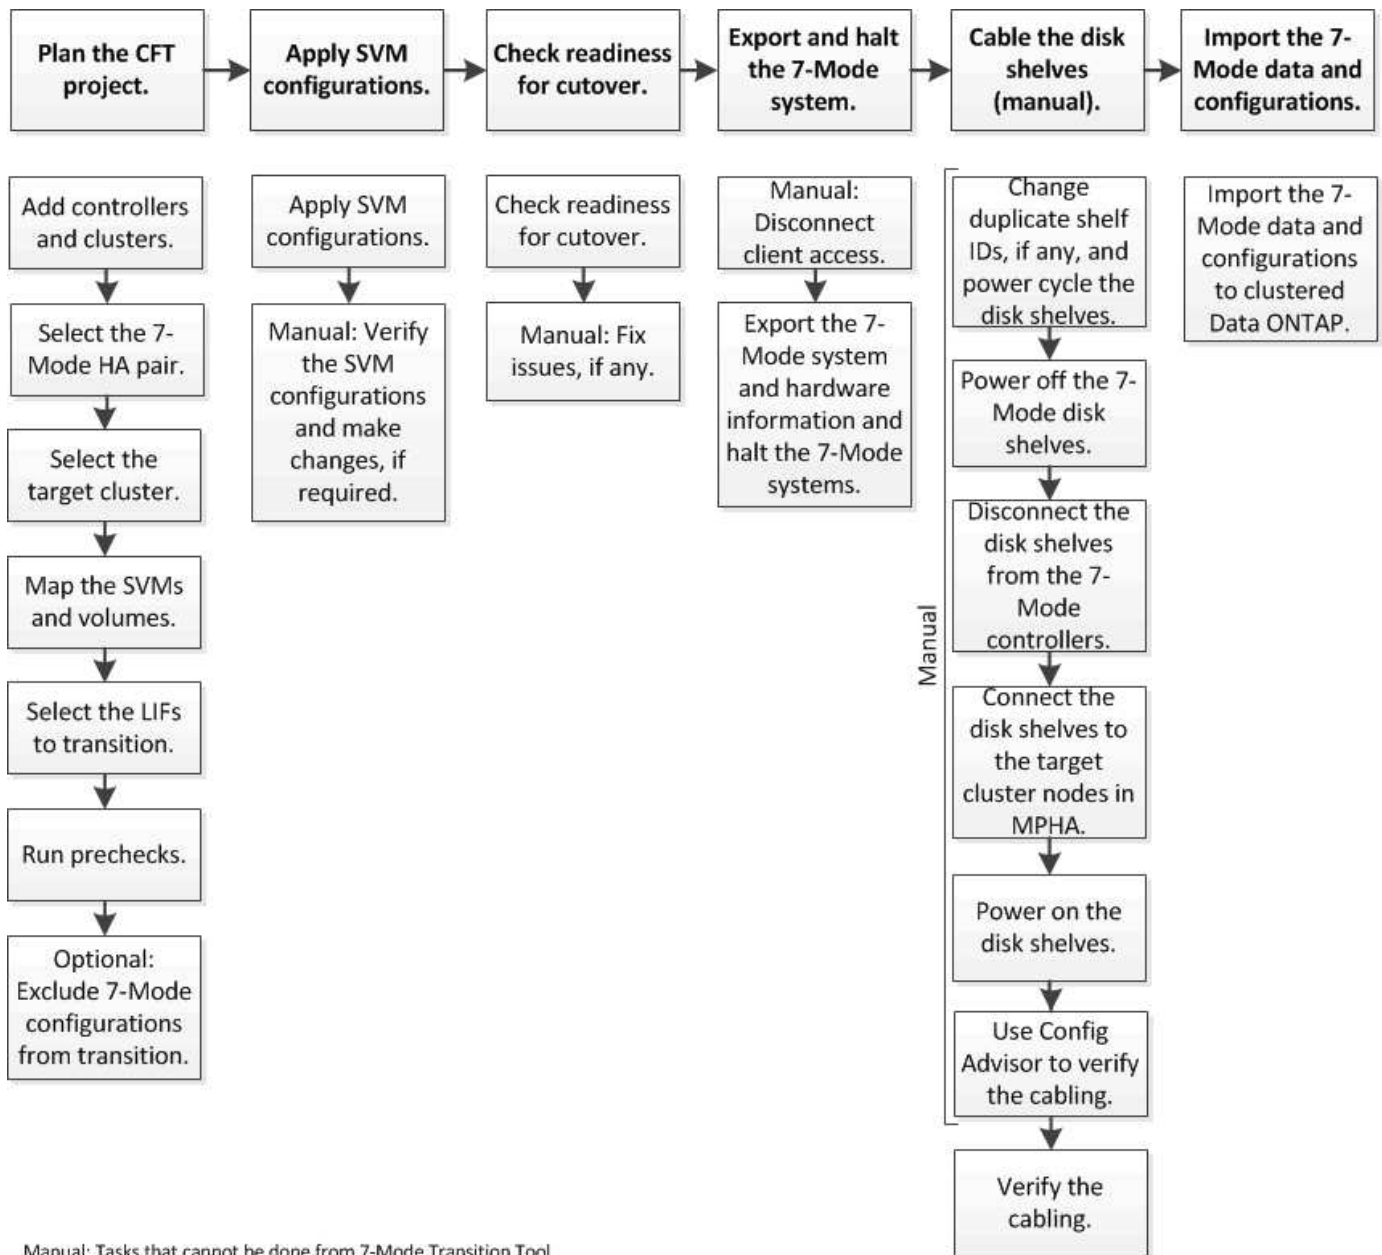 Plan the CFT
project.
Apply SVM
configurations.
Check readiness
for cutover.
Export and halt
the 7-Mode
system.
Cable the disk
shelves
(manual).
Import the 7-
Mode data and
configurations.
Add controllers
and clusters.
Select the 7-
Mode HA pair.
Select the
target cluster.
Map the SVMs
and volumes.
Select the LIFs
to transition.
Run prechecks.
Optional:
Exclude 7-Mode
configurations
from transition.
Apply SVM
configurations.
Manual: Verify
the SVM
configurations
and make
changes, if
required.
Check readiness
for cutover.
Manual: Fix
issues, if any.
Manual:
Disconnect
client access.
Export the 7-
Mode system
and hardware
information and
halt the 7-Mode
systems.
Manual
Change
duplicate shelf
IDs, if any, and
power cycle the
disk shelves.
Power off the 7-
Mode disk
shelves.
Disconnect the
disk shelves
from the 7-
Mode
controllers.
Connect the
disk shelves to
the target
cluster nodes in
MPHA.
Power on the
disk shelves.
Use Config
Advisor to verify
the cabling.
Verify the
cabling.
Import the 7-
Mode data and
configurations
to clustered
Data ONTAP.
Manual: Tasks that cannot be done from 7-Mode Transition Tool